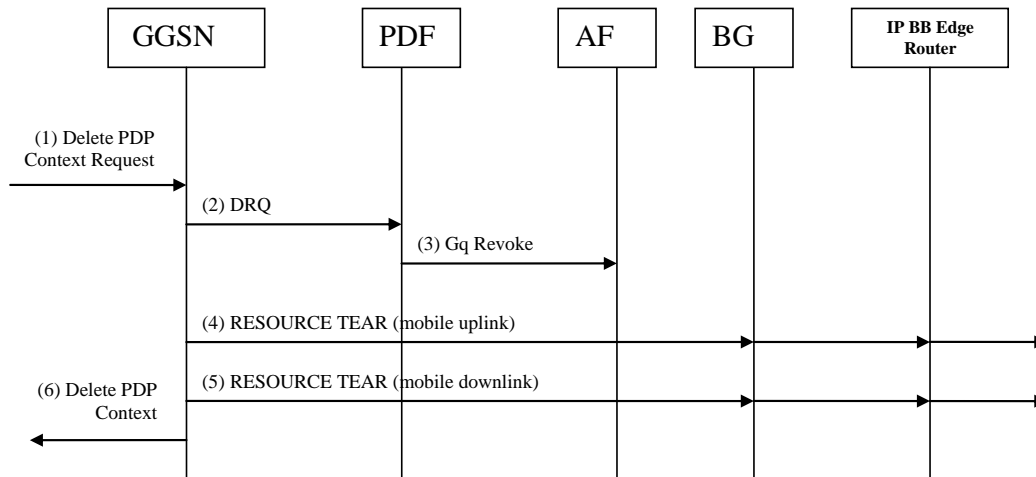 GGSN
PDF
AF
BG
IP BB Edge
Router
(1) Delete PDP
Context Request
(2) DRQ
(3) Gq Revoke
(4) RESOURCE TEAR (mobile uplink)
(5) RESOURCE TEAR (mobile downlink)
(6) Delete PDP
Context